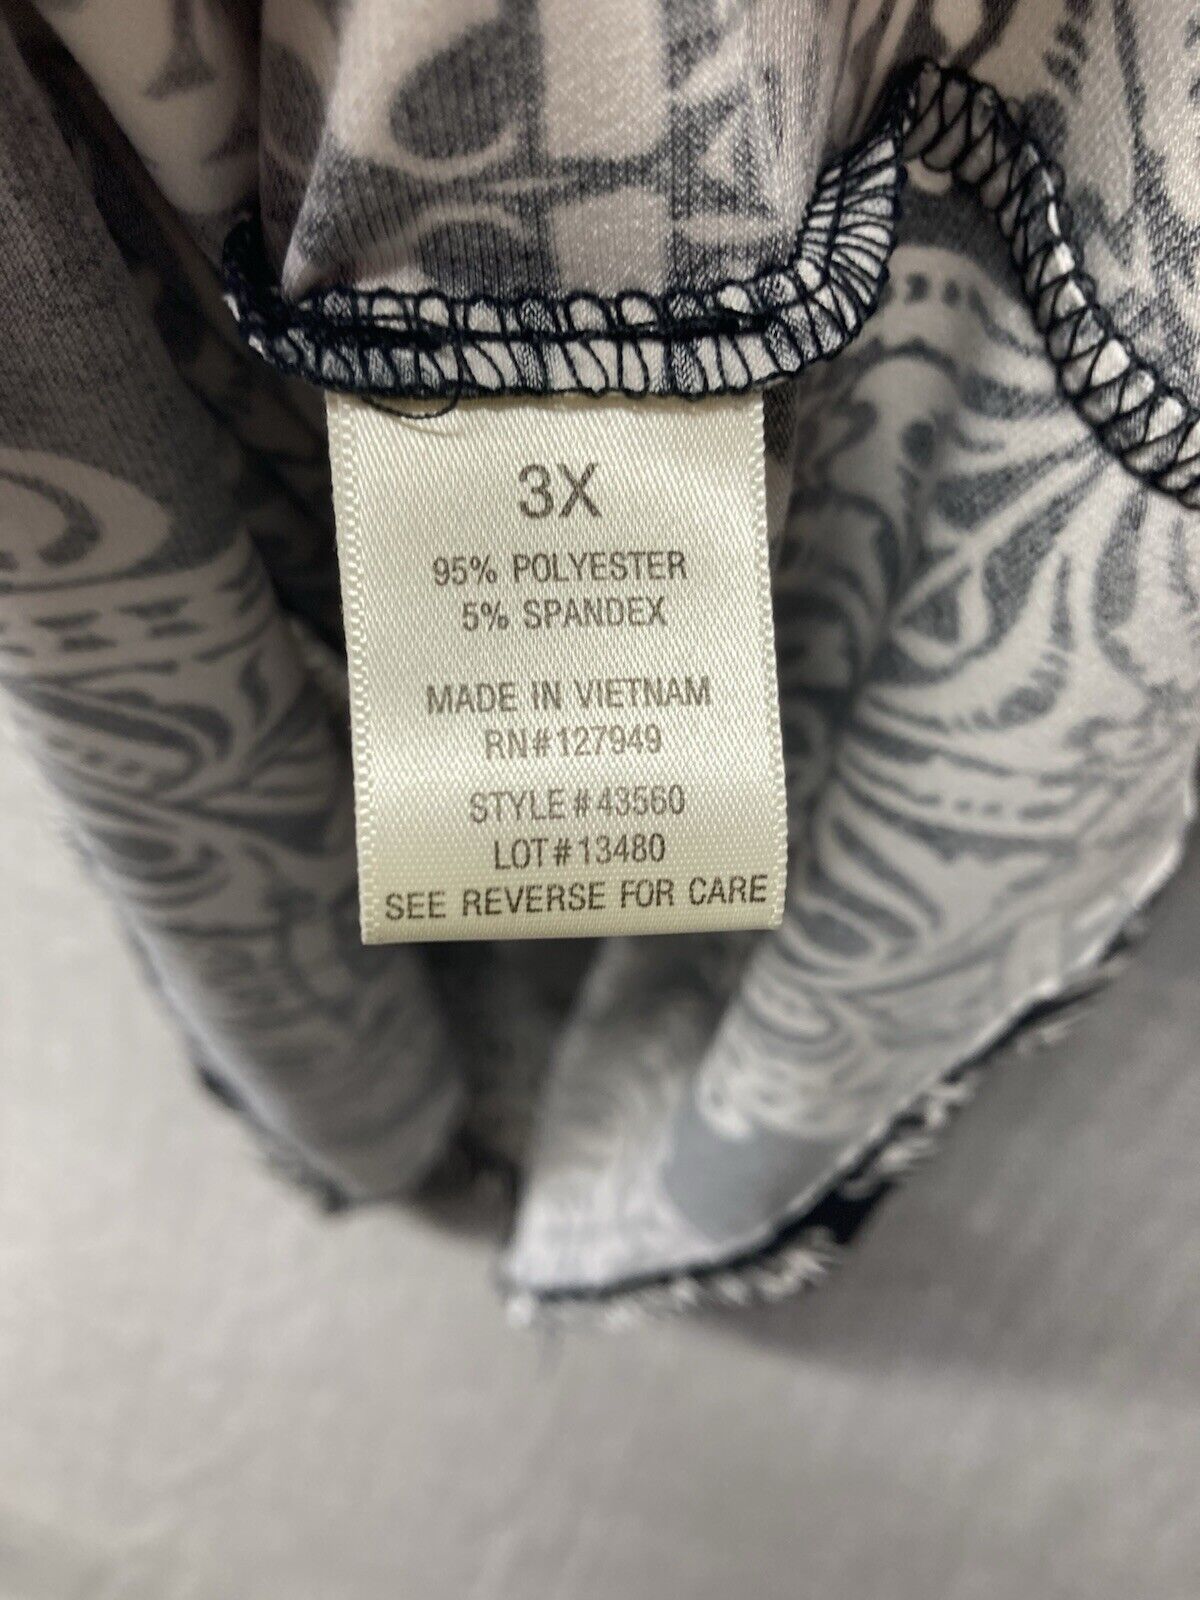 3X
95% POLYESTER
5% SPANDEX
MADE IN VIETNAM
RN#127949
STYLE#43560
LOT#13480
SEE REVERSE FOR CARE